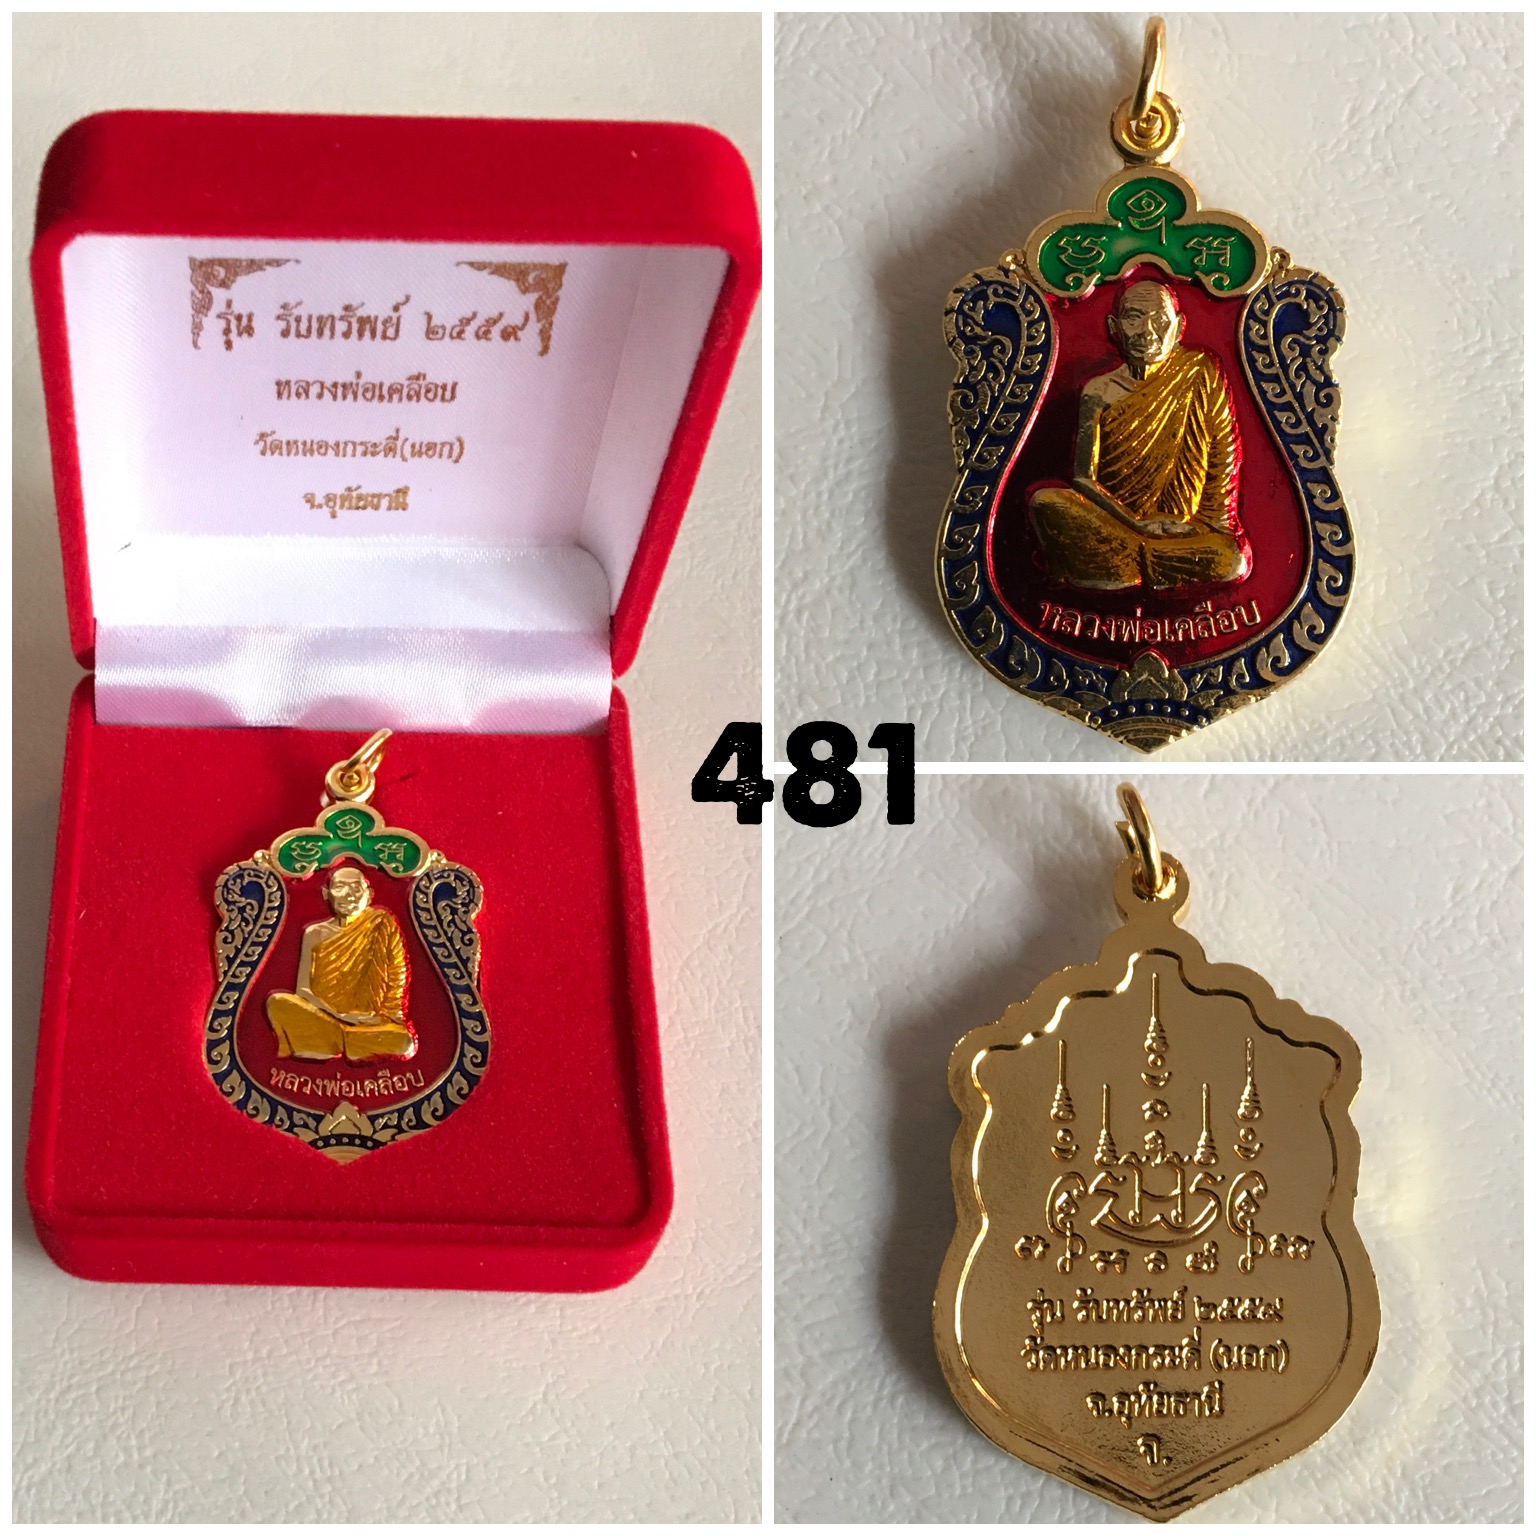 รุ่น รับทรัพย์ ๒๕๕๙
หลวงพ่อเคลือบ
วัดหนองกระดี่(นอก)
จ.อุทัยธานี
หลวงพ่อเคลือบ
หลวงพ่อเคลือบ
481
รุ่น รับทรัพย์ ๒๕๕๙
วัดหนองกระดี่ (นอก)
จ.อุทัยธานี
จ.